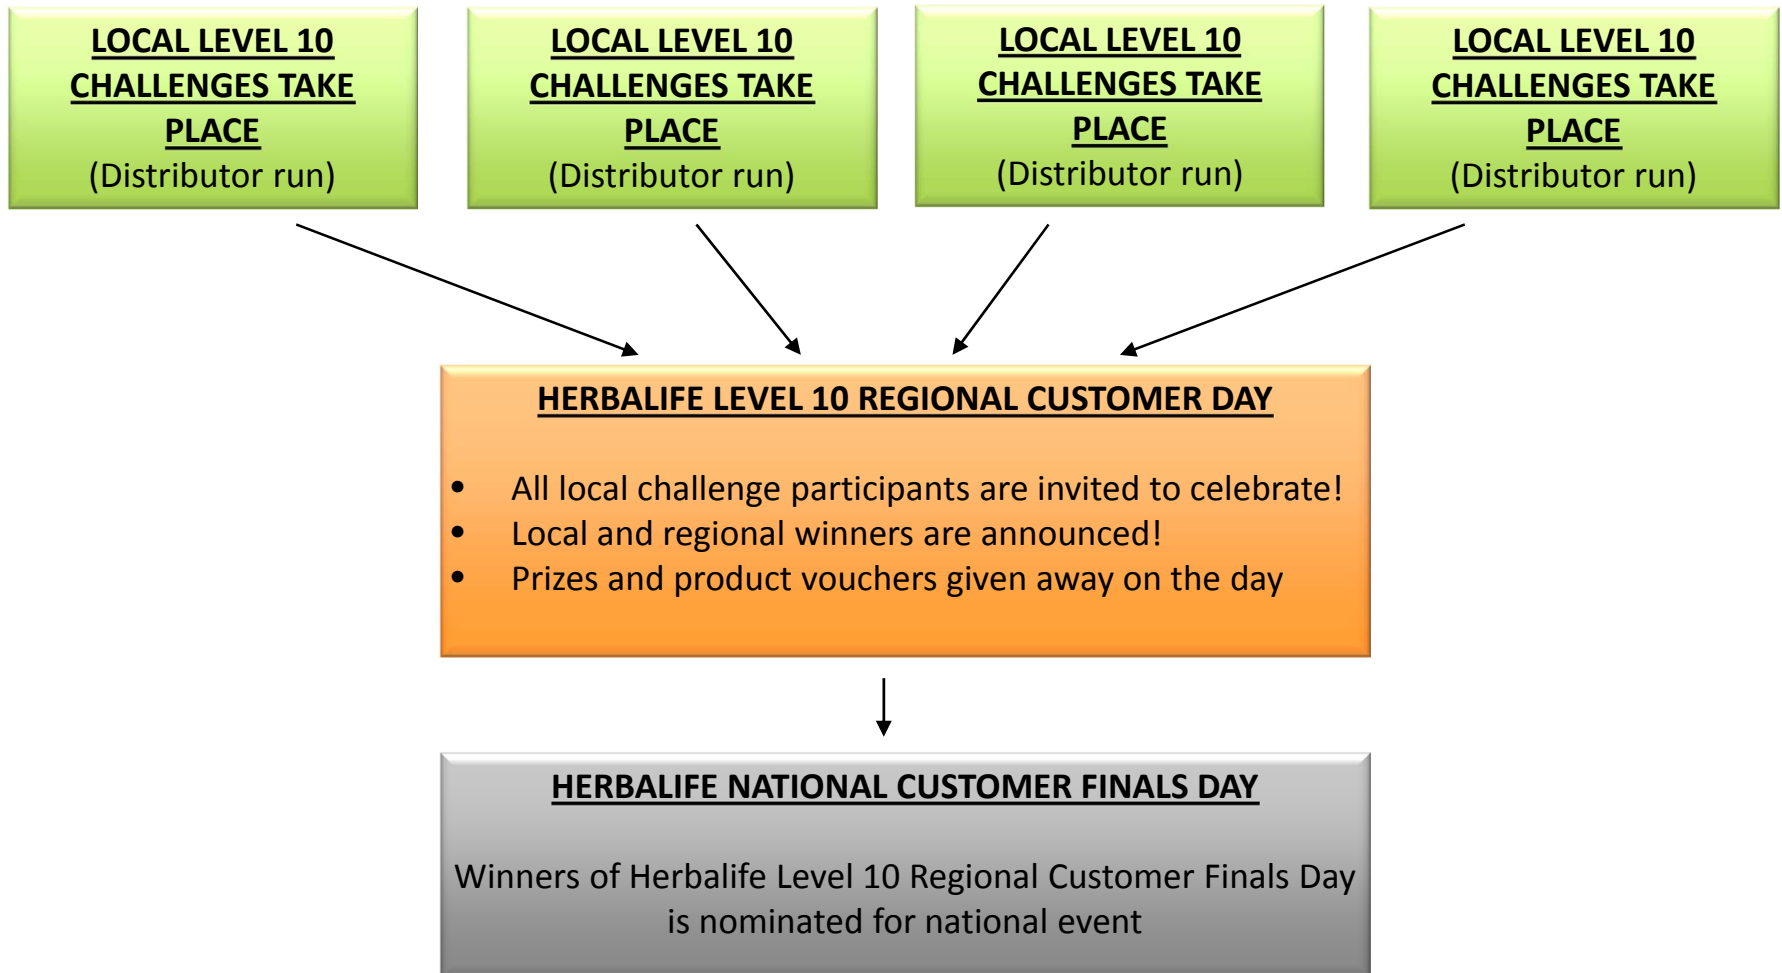 LOCAL LEVEL 10
CHALLENGES TAKE
PLACE
(Distributor run)
LOCAL LEVEL 10
CHALLENGES TAKE
PLACE
(Distributor run)
LOCAL LEVEL 10
CHALLENGES TAKE
PLACE
(Distributor run)
LOCAL LEVEL 10
CHALLENGES TAKE
PLACE
(Distributor run)
HERBALIFE LEVEL 10 REGIONAL CUSTOMER DAY
• All local challenge participants are invited to celebrate!
• Local and regional winners are announced!
• Prizes and product vouchers given away on the day
HERBALIFE NATIONAL CUSTOMER FINALS DAY
Winners of Herbalife Level 10 Regional Customer Finals Day
is nominated for national event